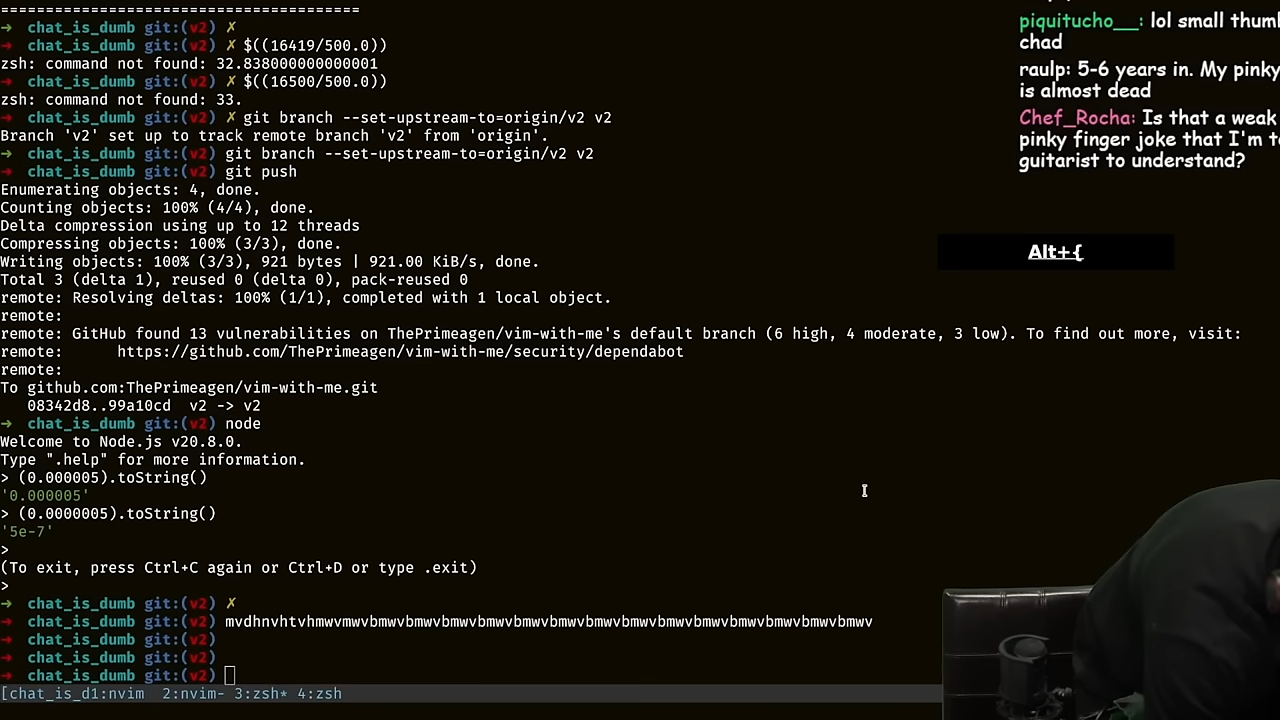 ========================================
➜ chat_is_dumb git:(v2) ✗
➜ chat_is_dumb git:(v2) ✗ $((16419/500.0))
zsh: command not found: 32.838000000000001
➜ chat_is_dumb git:(v2) ✗ $((16500/500.0))
zsh: command not found: 33.
➜ chat_is_dumb git:(v2) ✗ git branch --set-upstream-to=origin/v2 v2
Branch 'v2' set up to track remote branch 'v2' from 'origin'.
➜ chat_is_dumb git:(v2) git branch --set-upstream-to=origin/v2 v2
➜ chat_is_dumb git:(v2) git push
Enumerating objects: 4, done.
Counting objects: 100% (4/4), done.
Delta compression using up to 12 threads
Compressing objects: 100% (3/3), done.
Writing objects: 100% (3/3), 921 bytes | 921.00 KiB/s, done.
Total 3 (delta 1), reused 0 (delta 0), pack-reused 0
remote: Resolving deltas: 100% (1/1), completed with 1 local object.
remote:
remote: GitHub found 13 vulnerabilities on ThePrimeagen/vim-with-me's default branch (6 high, 4 moderate, 3 low). To find out more, visit:
remote:      https://github.com/ThePrimeagen/vim-with-me/security/dependabot
remote:
To github.com:ThePrimeagen/vim-with-me.git
   08342d8..99a10cd  v2 -> v2
➜ chat_is_dumb git:(v2) node
Welcome to Node.js v20.8.0.
Type ".help" for more information.
> (0.000005).toString()
'0.000005'
> (0.0000005).toString()
'5e-7'
>
(To exit, press Ctrl+C again or Ctrl+D or type .exit)
>
➜ chat_is_dumb git:(v2) ✗
➜ chat_is_dumb git:(v2) mvdhnvhtvhmwvmwvbmwvbmwvbmwvbmwvbmwvbmwvbmwvbmwvbmwvbmwvbmwvbmwvbmwvbmwv
➜ chat_is_dumb git:(v2)
➜ chat_is_dumb git:(v2)
➜ chat_is_dumb git:(v2)
[chat_is_d1:nvim  2:nvim- 3:zsh* 4:zsh
piquitucho__: lol small thum
chad
raulp: 5-6 years in. My pinky
is almost dead
Chef_Rocha: Is that a weak
pinky finger joke that I'm t
guitarist to understand?
Alt+{